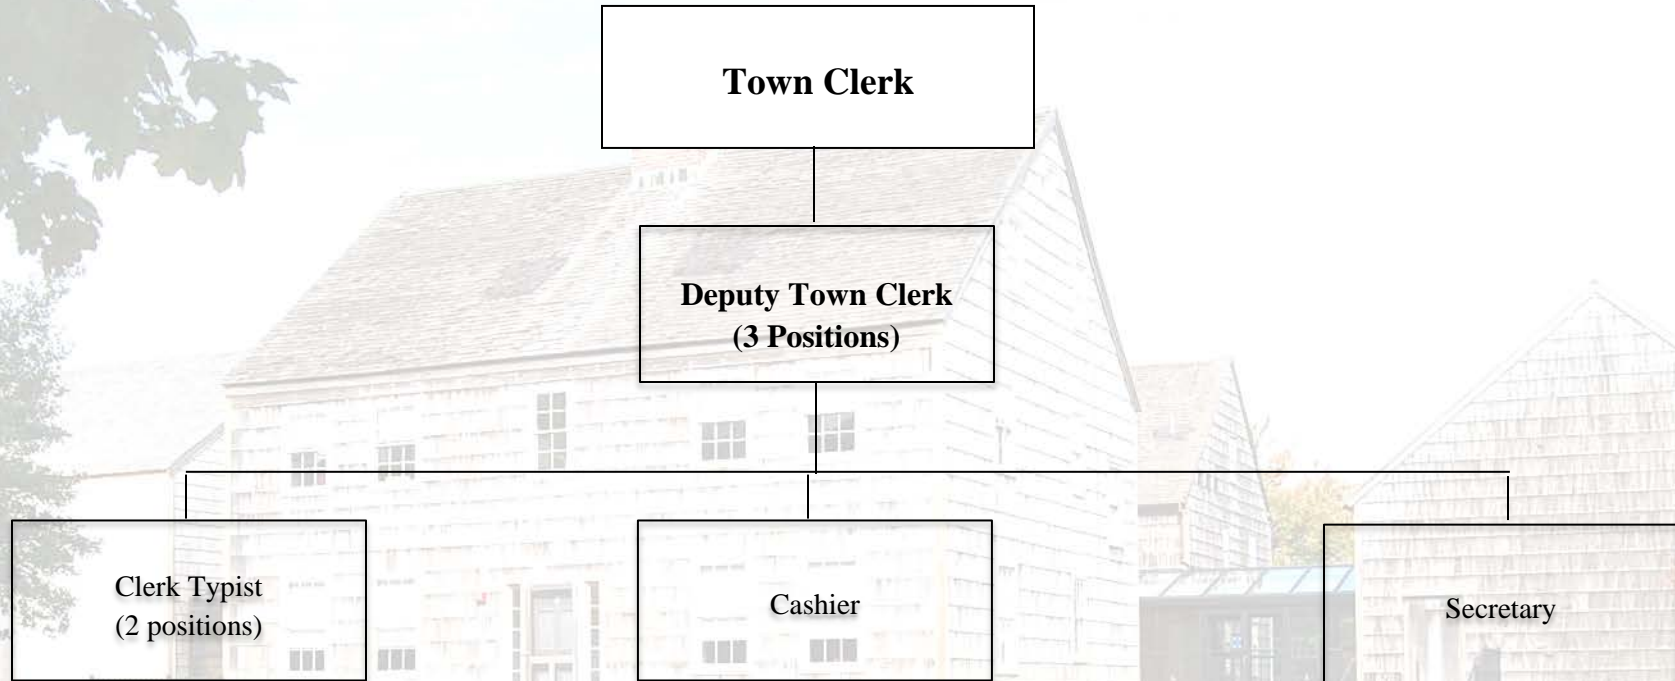 Town Clerk
Deputy Town Clerk
(3 Positions)
Clerk Typist
(2 positions)
Cashier
Secretary